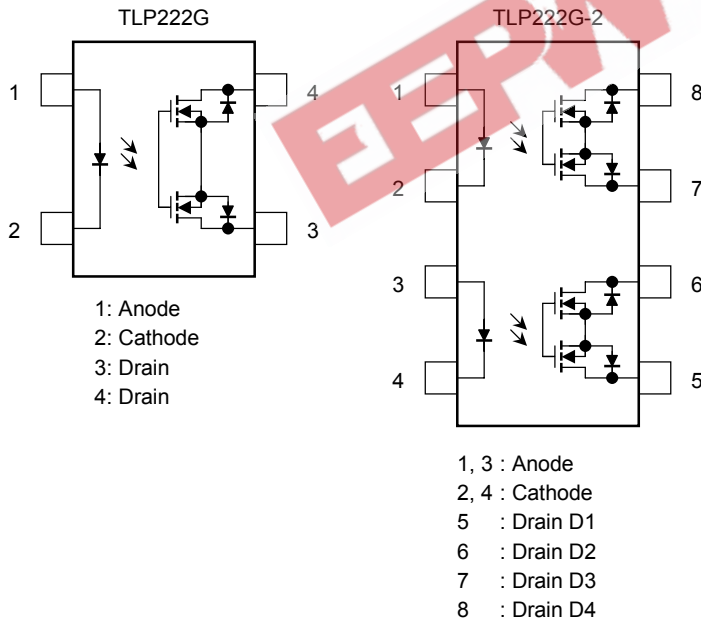 TLP222G
1
4
2
3
1: Anode
2: Cathode
3: Drain
4: Drain
TLP222G-2
1
8
2
7
3
6
4
5
1, 3 : Anode
2, 4 : Cathode
5 : Drain D1
6 : Drain D2
7 : Drain D3
8 : Drain D4